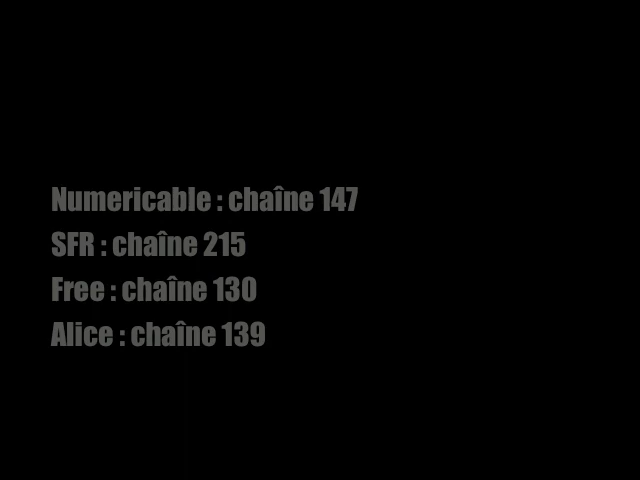 Numericable : chaîne 147
SFR : chaîne 215
Free : chaîne 130
Alice : chaîne 139